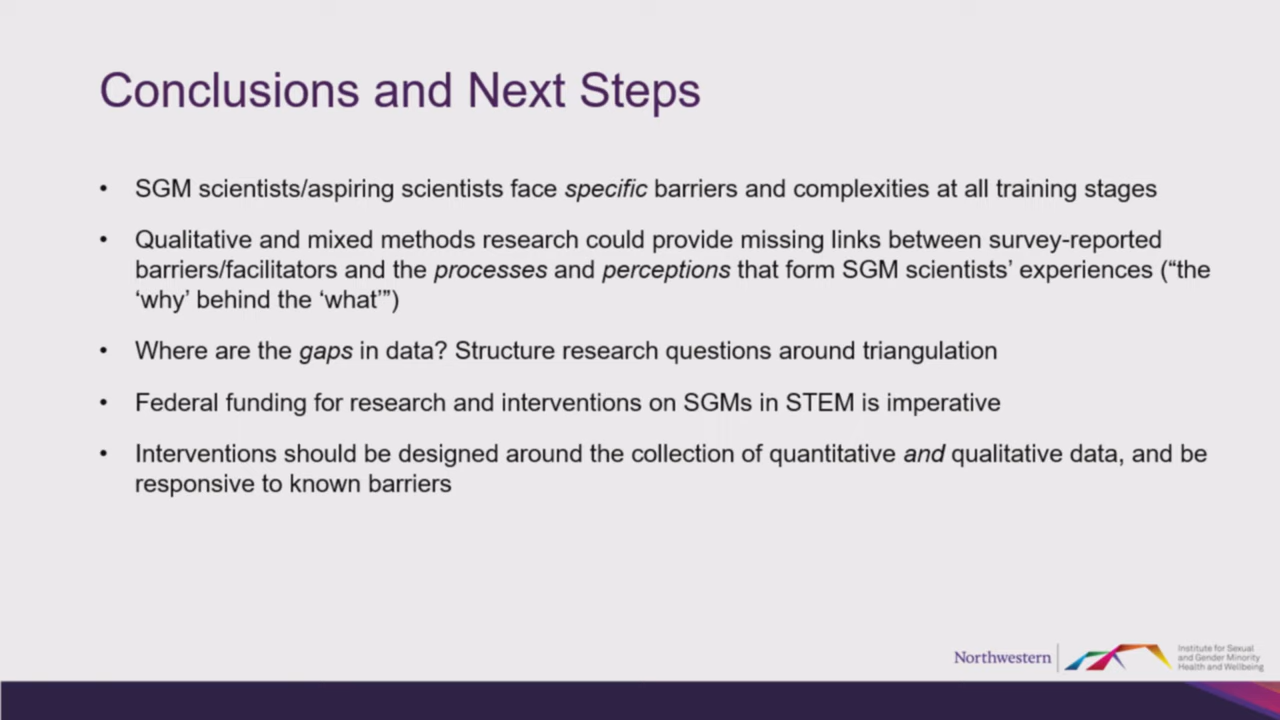 Conclusions and Next Steps
• SGM scientists/aspiring scientists face specific barriers and complexities at all training stages
• Qualitative and mixed methods research could provide missing links between survey-reported
barriers/facilitators and the processes and perceptions that form SGM scientists’ experiences (“the
‘why’ behind the ‘what’”)
• Where are the gaps in data? Structure research questions around triangulation
• Federal funding for research and interventions on SGMs in STEM is imperative
• Interventions should be designed around the collection of quantitative and qualitative data, and be
responsive to known barriers
Northwestern
Institute for Sexual
and Gender Minority
Health and Wellbeing